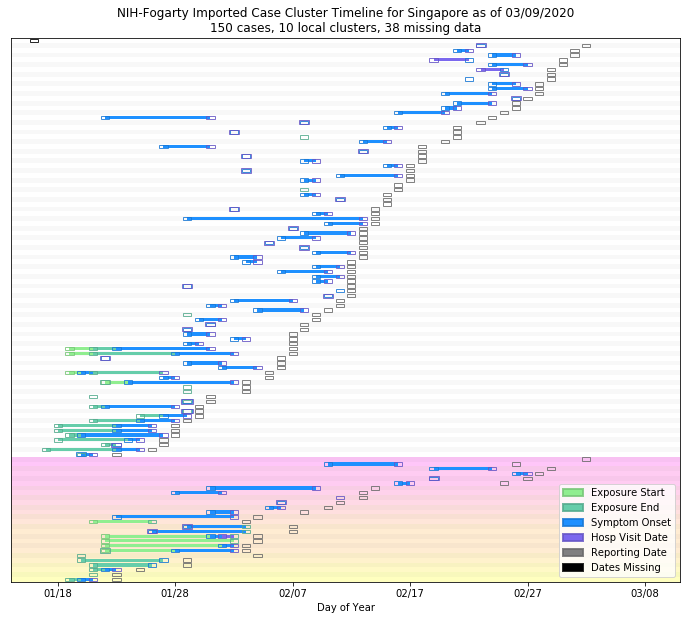 NIH-Fogarty Imported Case Cluster Timeline for Singapore as of 03/09/2020
150 cases, 10 local clusters, 38 missing data
Exposure Start
Exposure End
Symptom Onset
Hosp Visit Date
Reporting Date
Dates Missing
01/18 01/28 02/07 02/17 02/27 03/08
Day of Year